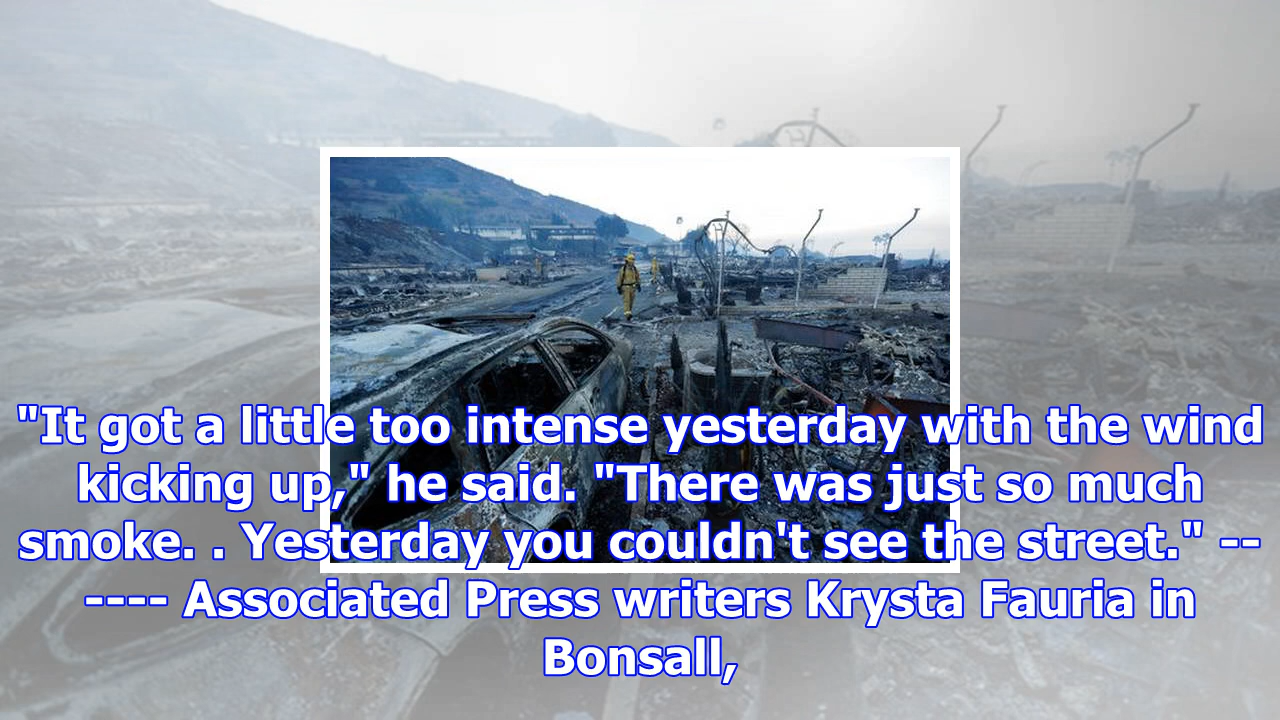 "It got a little too intense yesterday with the wind
kicking up," he said. "There was just so much
smoke. . Yesterday you couldn't see the street." --
---- Associated Press writers Krysta Fauria in
Bonsall,